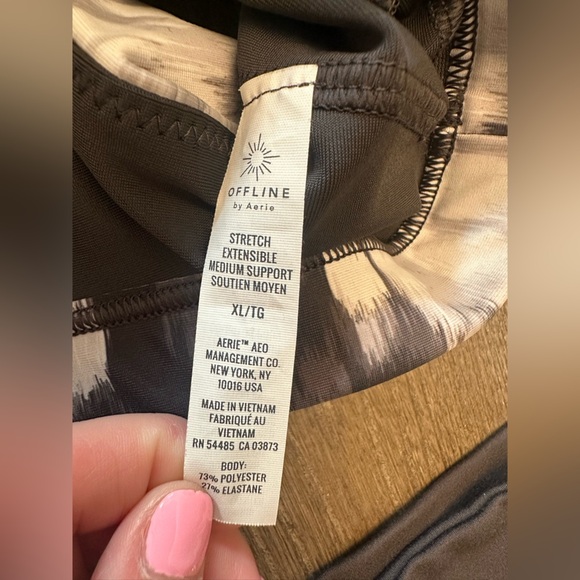 OFFLINE
by Aerie
STRETCH
EXTENSIBLE
MEDIUM SUPPORT
SOUTIEN MOYEN
XL/TG
AERIE™ AEO
MANAGEMENT CO.
NEW YORK, NY
10016 USA
MADE IN VIETNAM
FABRIQUÉ AU
VIETNAM
RN 54485 CA 03873
BODY:
73% POLYESTER
27% ELASTANE